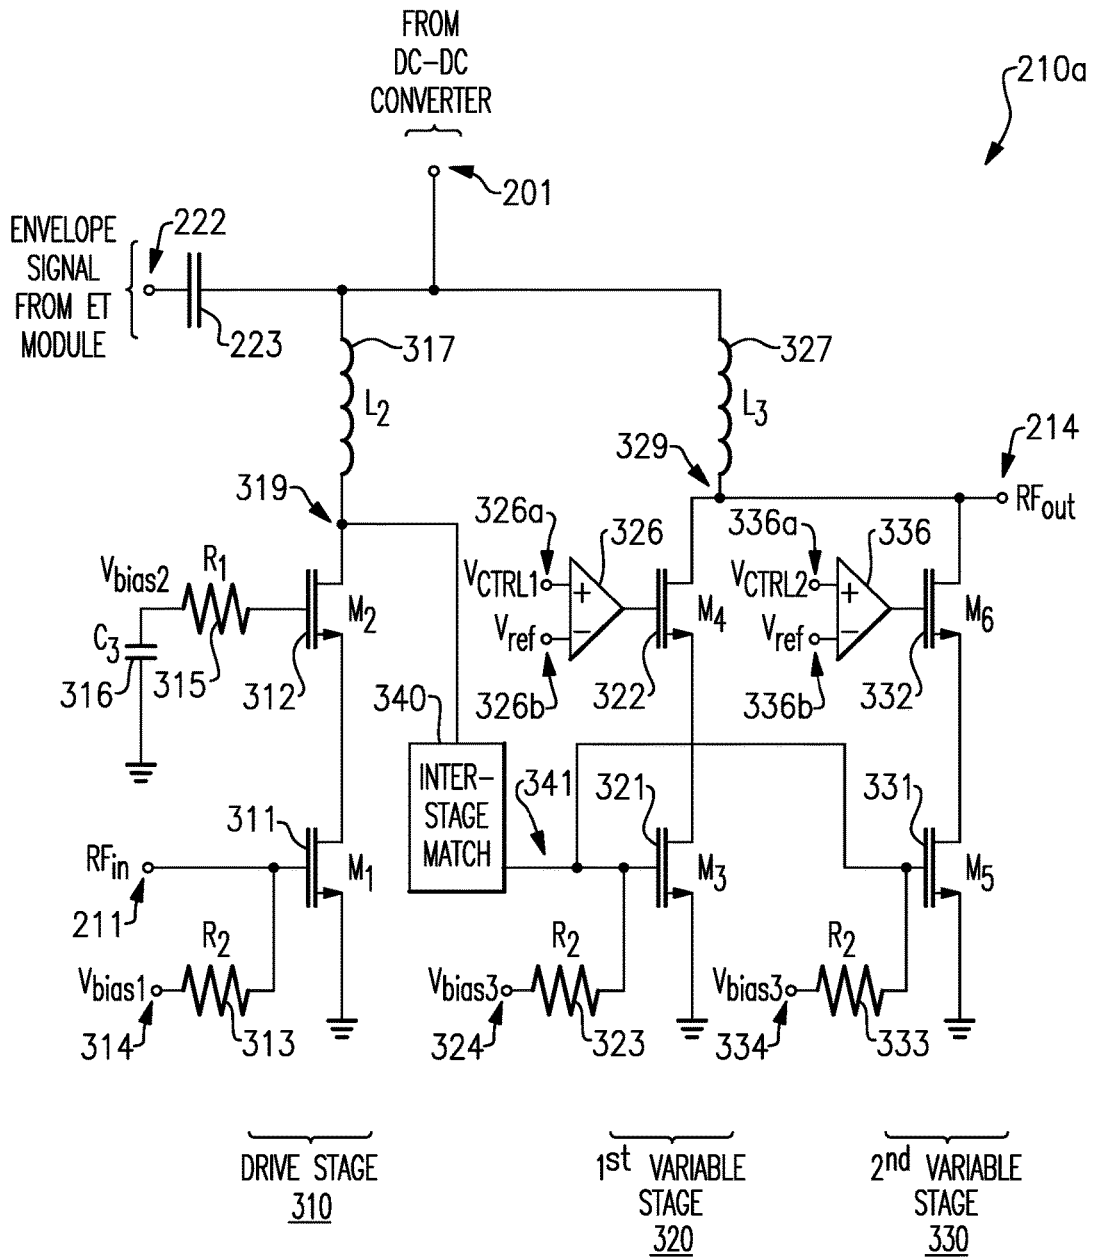 FROM
DC–DC
CONVERTER
210a
201
ENVELOPE
SIGNAL
FROM ET
MODULE
222
223
317
327
L2
L3
329
214
319
RFout
326a
326
336a
336
Vbias2
R1
VCTRL1
+
M4
VCTRL2
+
M6
M2
C3
Vref
–
Vref
–
316
315
312
340
326b
322
336b
332
INTER–
STAGE
MATCH
341
321
331
311
RFin
M1
M3
M5
211
R2
R2
R2
Vbias1
Vbias3
Vbias3
314
313
324
323
334
333
DRIVE STAGE
310
1st VARIABLE
STAGE
320
2nd VARIABLE
STAGE
330